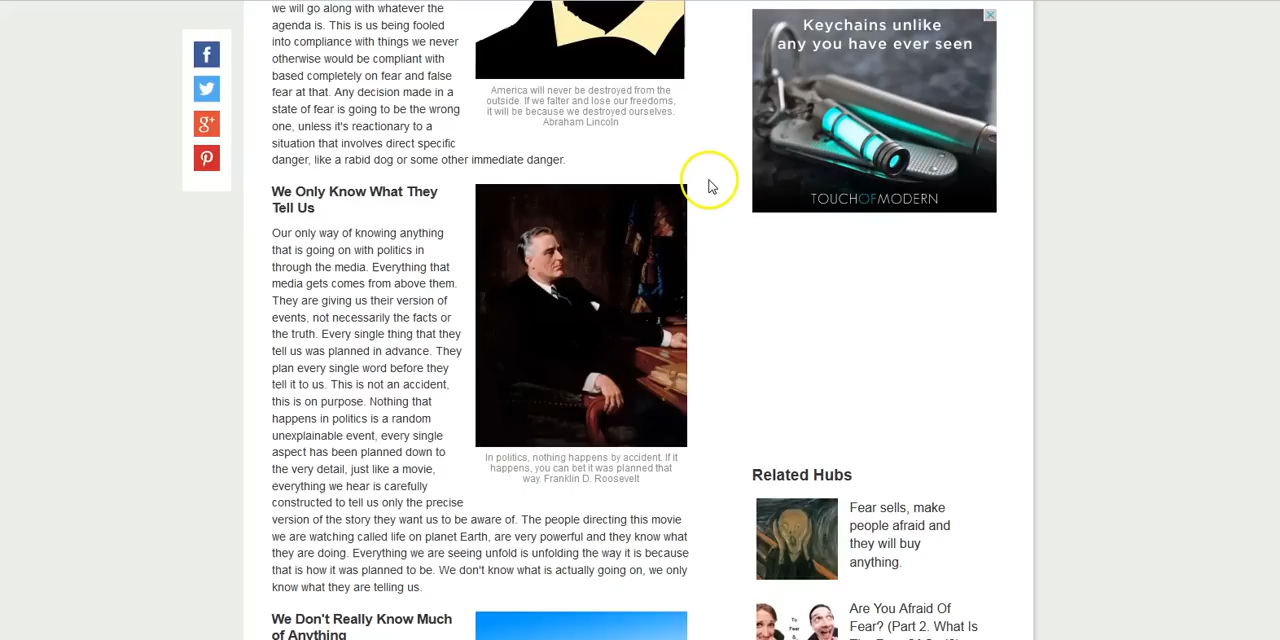 we will go along with whatever the
agenda is. This is us being fooled
into compliance with things we never
otherwise would be compliant with
based completely on fear and false
fear at that. Any decision made in a
state of fear is going to be the wrong
one, unless it's reactionary to a
situation that involves direct specific
danger, like a rabid dog or some other immediate danger.
America will never be destroyed from the
outside. If we falter and lose our freedoms,
it will be because we destroyed ourselves.
Abraham Lincoln
We Only Know What They
Tell Us
Our only way of knowing anything
that is going on with politics in
through the media. Everything that
media gets comes from above them.
They are giving us their version of
events, not necessarily the facts or
the truth. Every single thing that they
tell us was planned in advance. They
plan every single word before they
tell it to us. This is not an accident,
this is on purpose. Nothing that
happens in politics is a random
unexplainable event, every single
aspect has been planned down to
the very detail, just like a movie,
everything we hear is carefully
constructed to tell us only the precise
version of the story they want us to be aware of. The people directing this movie
we are watching called life on planet Earth, are very powerful and they know what
they are doing. Everything we are seeing unfold is unfolding the way it is because
that is how it was planned to be. We don't know what is actually going on, we only
know what they are telling us.
In politics, nothing happens by accident. If it
happens, you can bet it was planned that
way. Franklin D. Roosevelt
We Don't Really Know Much
of Anything
Keychains unlike
any you have ever seen
TOUCHOFMODERN
Related Hubs
Fear sells, make
people afraid and
they will buy
anything.
Are You Afraid Of
Fear? (Part 2. What Is